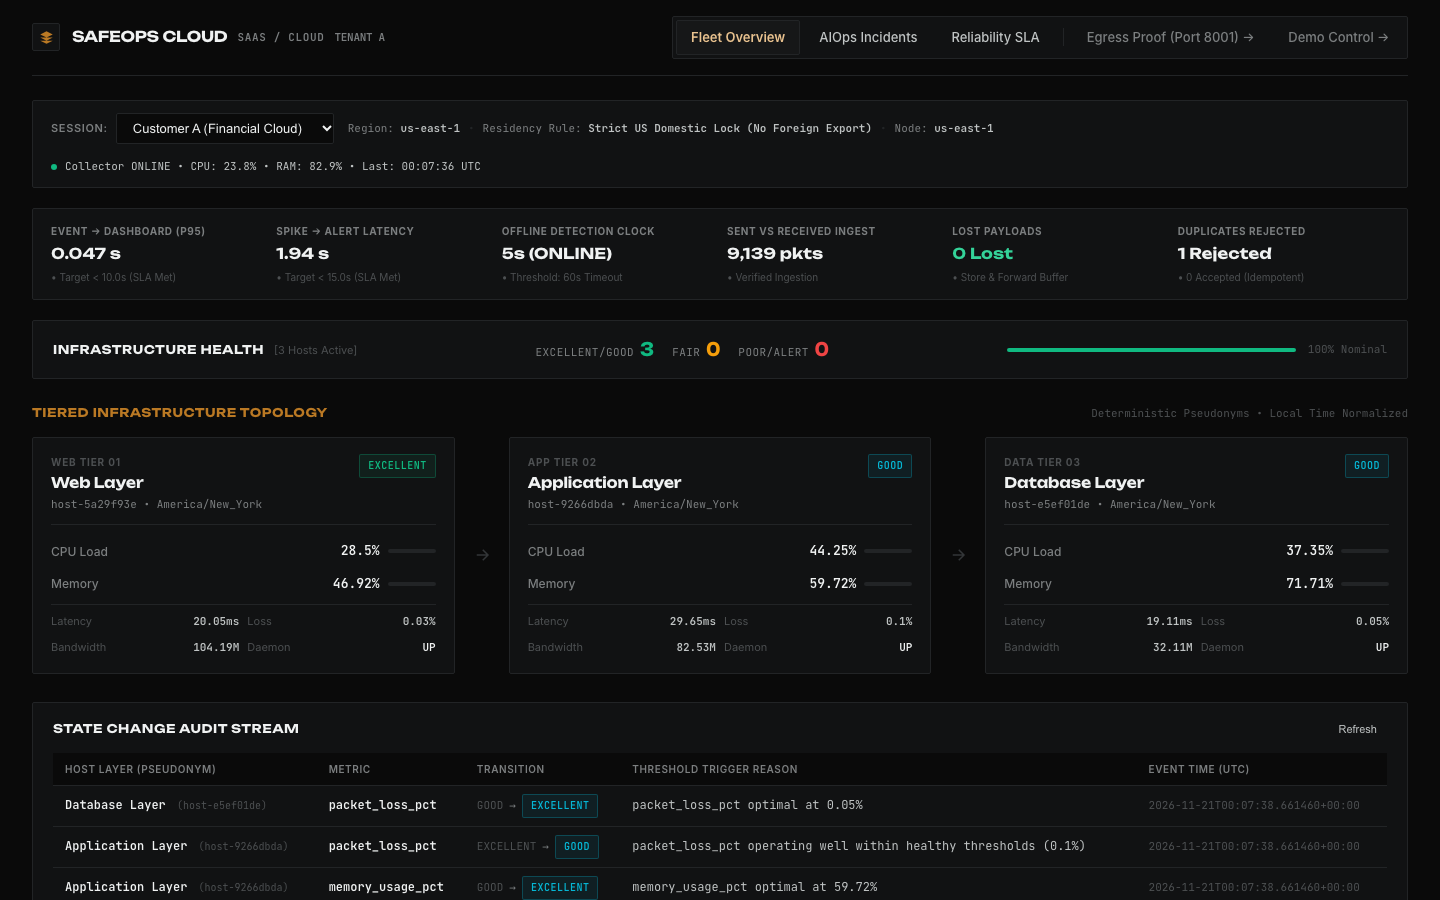 SAFEOPS CLOUD SAAS / CLOUD TENANT A
Fleet Overview AIOps Incidents Reliability SLA Egress Proof (Port 8001) → Demo Control →
SESSION: Customer A (Financial Cloud) Region: us-east-1 · Residency Rule: Strict US Domestic Lock (No Foreign Export) · Node: us-east-1
Collector ONLINE • CPU: 23.8% • RAM: 82.9% • Last: 00:07:36 UTC
EVENT → DASHBOARD (P95) SPIKE → ALERT LATENCY OFFLINE DETECTION CLOCK SENT VS RECEIVED INGEST LOST PAYLOADS DUPLICATES REJECTED
0.047 s 1.94 s 5s (ONLINE) 9,139 pkts 0 Lost 1 Rejected
• Target < 10.0s (SLA Met) • Target < 15.0s (SLA Met) • Threshold: 60s Timeout • Verified Ingestion • Store & Forward Buffer • 0 Accepted (Idempotent)
INFRASTRUCTURE HEALTH [3 Hosts Active] EXCELLENT/GOOD 3 FAIR 0 POOR/ALERT 0 100% Nominal
TIERED INFRASTRUCTURE TOPOLOGY Deterministic Pseudonyms • Local Time Normalized
WEB TIER 01 EXCELLENT
Web Layer
host-5a29f93e • America/New_York
CPU Load 28.5%
Memory 46.92%
Latency 20.05ms Loss 0.03%
Bandwidth 104.19M Daemon UP
→
APP TIER 02 GOOD
Application Layer
host-9266dbda • America/New_York
CPU Load 44.25%
Memory 59.72%
Latency 29.65ms Loss 0.1%
Bandwidth 82.53M Daemon UP
→
DATA TIER 03 GOOD
Database Layer
host-e5ef01de • America/New_York
CPU Load 37.35%
Memory 71.71%
Latency 19.11ms Loss 0.05%
Bandwidth 32.11M Daemon UP
STATE CHANGE AUDIT STREAM Refresh
HOST LAYER (PSEUDONYM) METRIC TRANSITION THRESHOLD TRIGGER REASON EVENT TIME (UTC)
Database Layer (host-e5ef01de) packet_loss_pct GOOD → EXCELLENT packet_loss_pct optimal at 0.05% 2026-11-21T00:07:38.661460+00:00
Application Layer (host-9266dbda) packet_loss_pct EXCELLENT → GOOD packet_loss_pct operating well within healthy thresholds (0.1%) 2026-11-21T00:07:38.661460+00:00
Application Layer (host-9266dbda) memory_usage_pct GOOD → EXCELLENT memory_usage_pct optimal at 59.72% 2026-11-21T00:07:38.661460+00:00